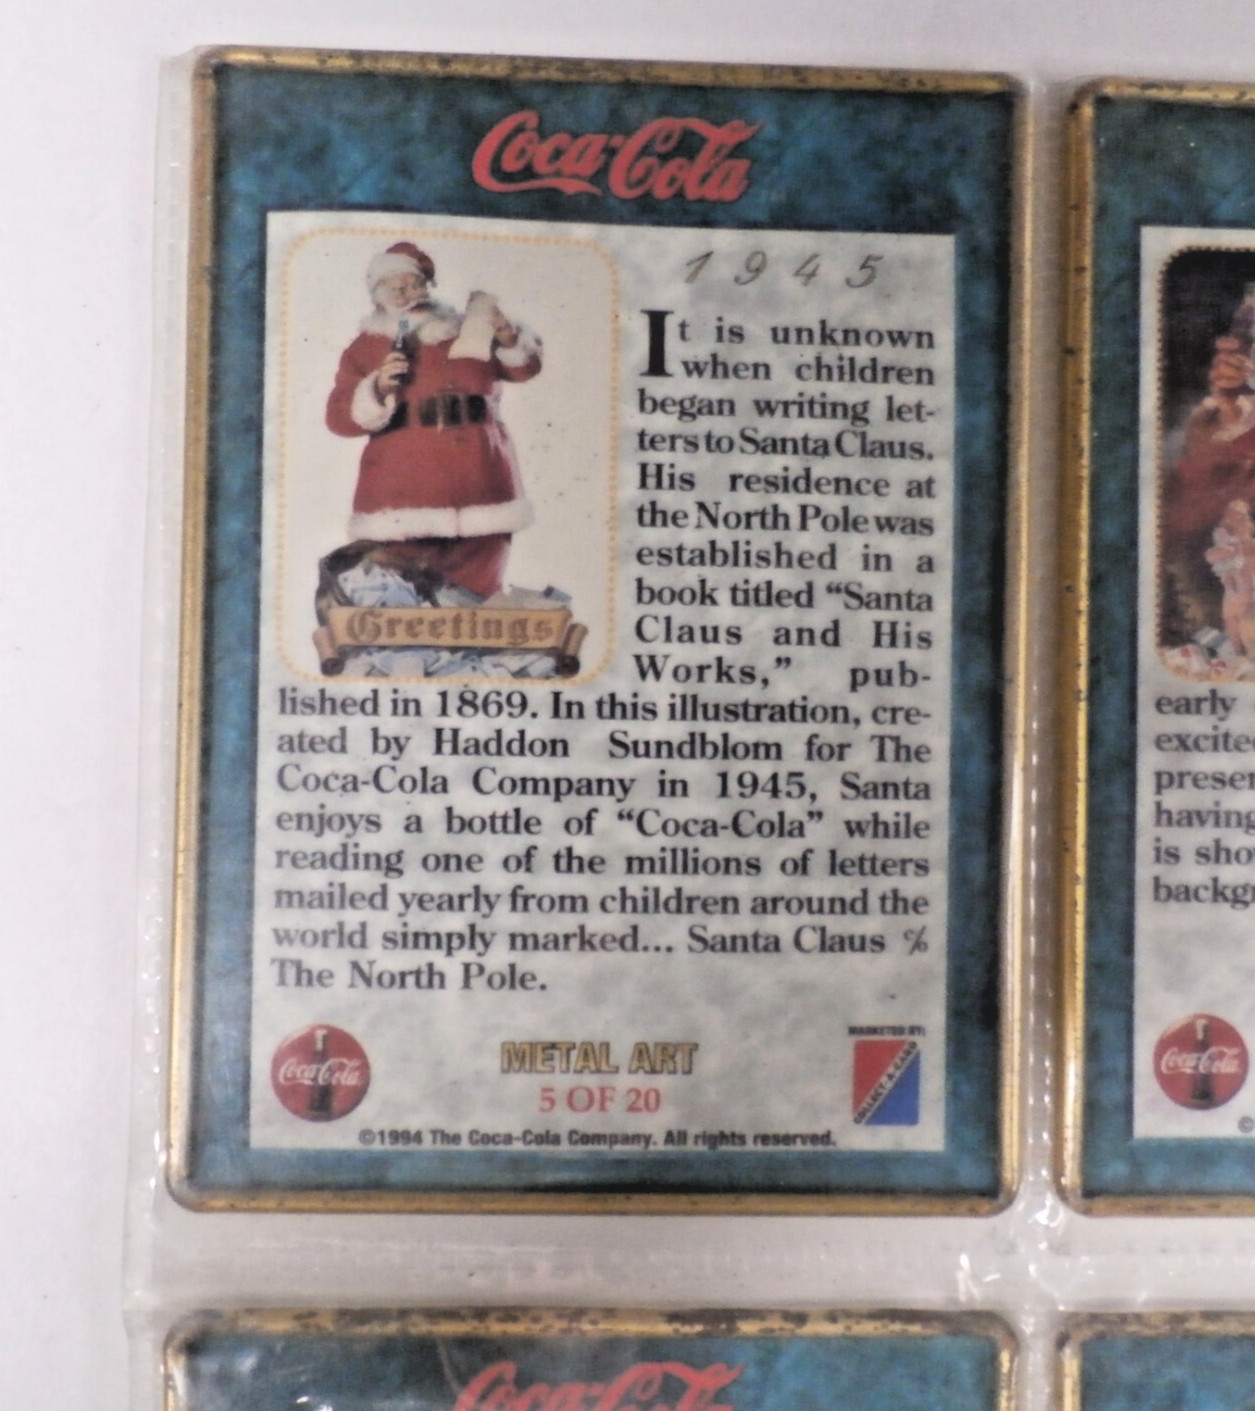 Coca-Cola
1945
It is unknown
when children
began writing let-
ters to Santa Claus.
His residence at
the North Pole was
established in a
book titled “Santa
Claus and His
Works,” pub-
lished in 1869. In this illustration, cre-
ated by Haddon Sundblom for The
Coca-Cola Company in 1945, Santa
enjoys a bottle of “Coca-Cola” while
reading one of the millions of letters
mailed yearly from children around the
world simply marked... Santa Claus ℅
The North Pole.
Greetings
Coca-Cola
METAL ART
5 OF 20
MARKETED BY:
COLLECT-A-CARD
©1994 The Coca-Cola Company. All rights reserved.
early
having
is
Coca-Cola
©
Coca-Cola